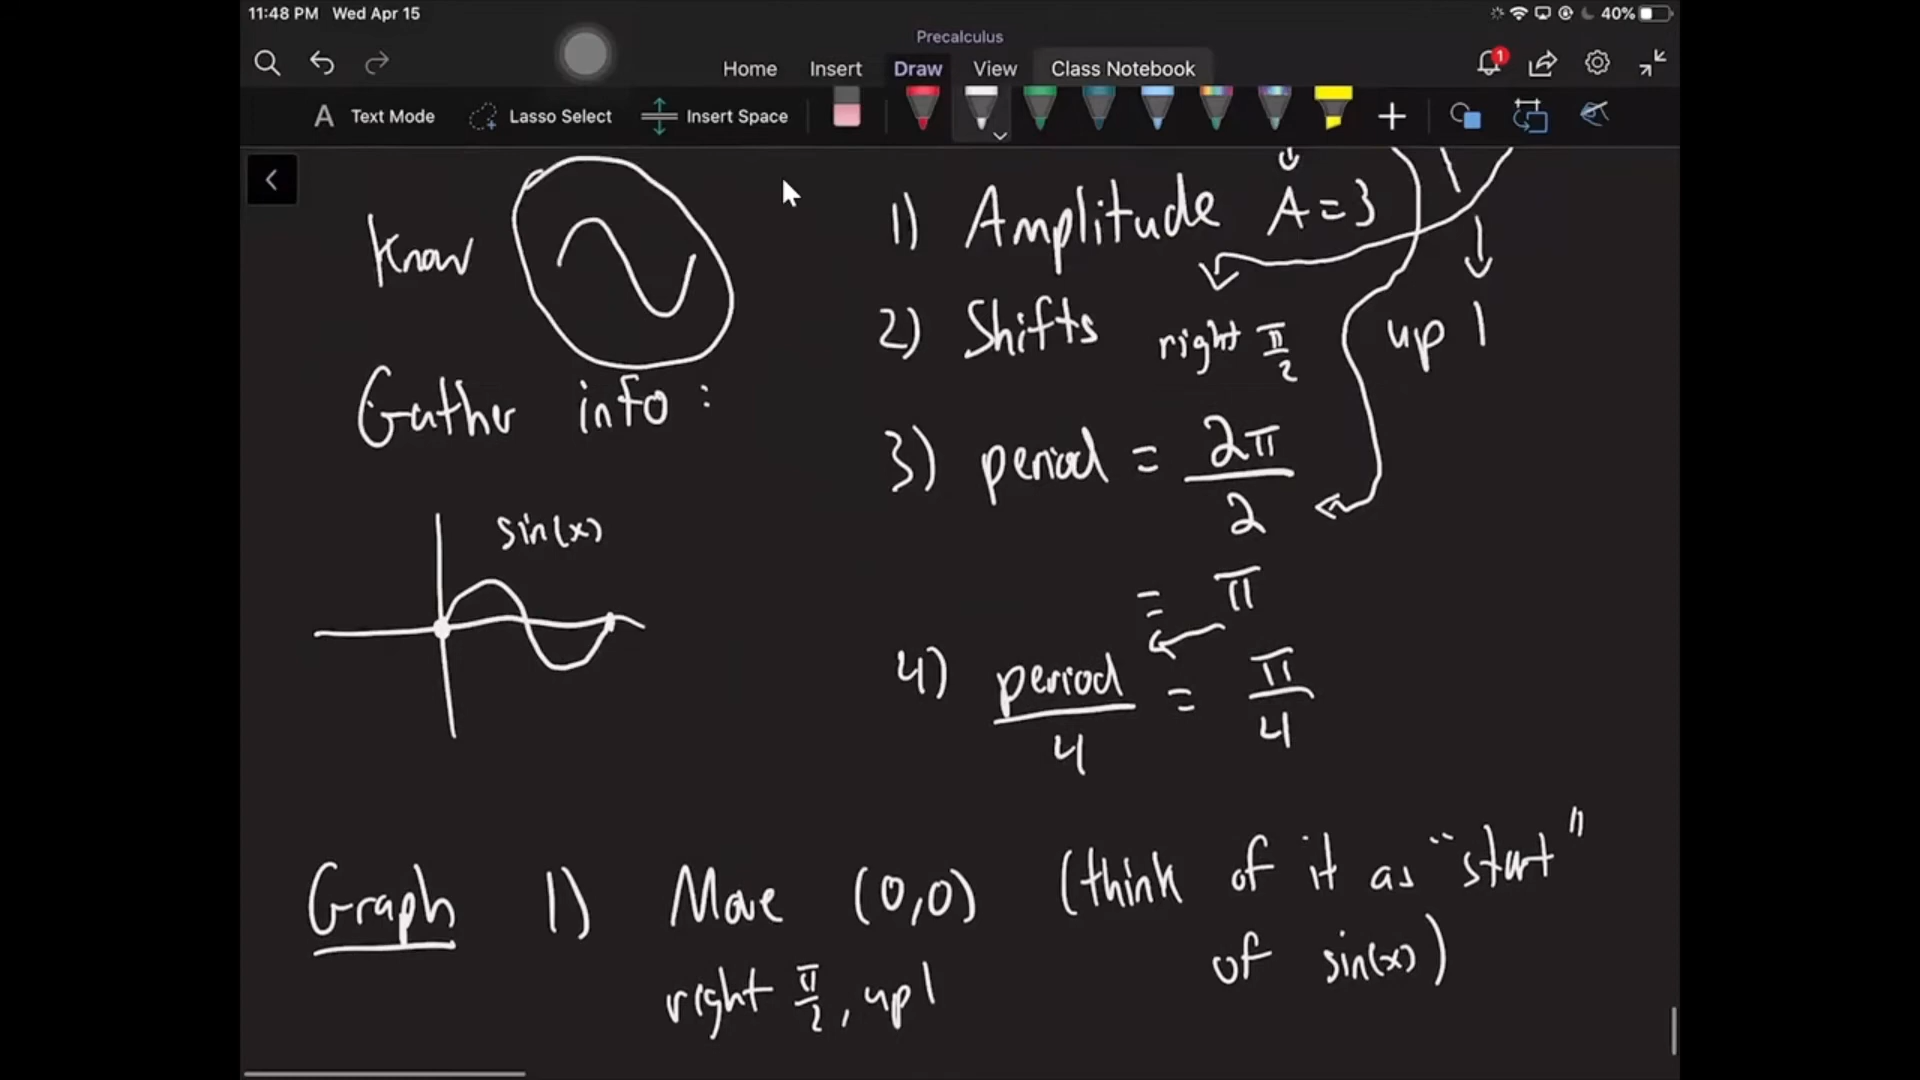 11:48 PM Wed Apr 15
40%
Precalculus
Home Insert Draw View Class Notebook
1
A Text Mode Lasso Select Insert Space
Know
1) Amplitude A = 3
2) Shifts right π/2 up 1
Gather info :
3) period = 2π/2
sin(x)
= π
4) period/4 = π/4
Graph 1) Move (0,0) (think of it as "start"
of sin(x))
right π/2, up 1